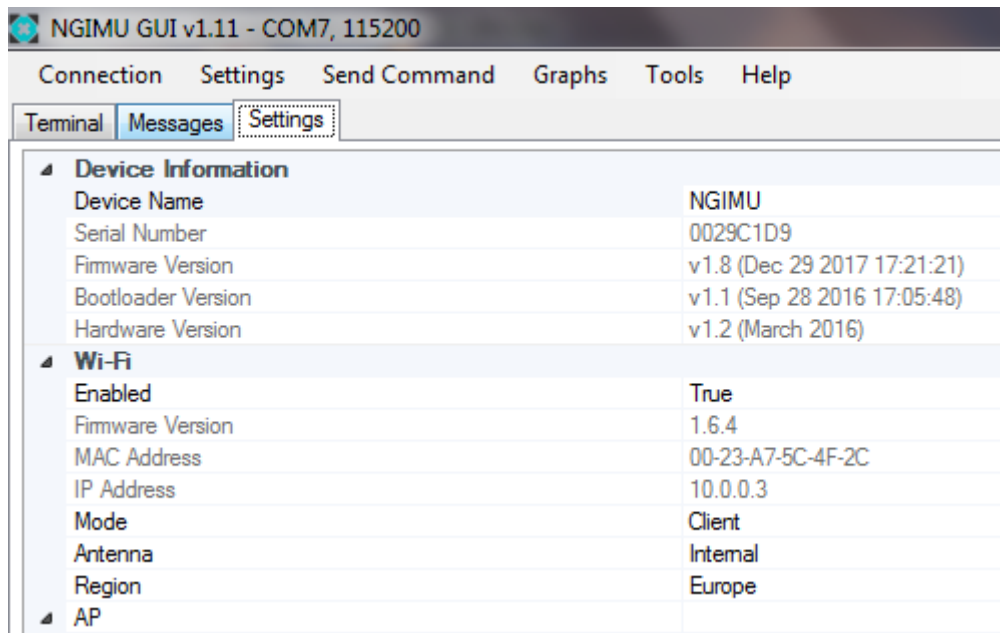 NGIMU GUI v1.11 - COM7, 115200
Connection Settings Send Command Graphs Tools Help
Terminal Messages Settings
Device Information
Device Name NGIMU
Serial Number 0029C1D9
Firmware Version v1.8 (Dec 29 2017 17:21:21)
Bootloader Version v1.1 (Sep 28 2016 17:05:48)
Hardware Version v1.2 (March 2016)
Wi-Fi
Enabled True
Firmware Version 1.6.4
MAC Address 00-23-A7-5C-4F-2C
IP Address 10.0.0.3
Mode Client
Antenna Internal
Region Europe
AP